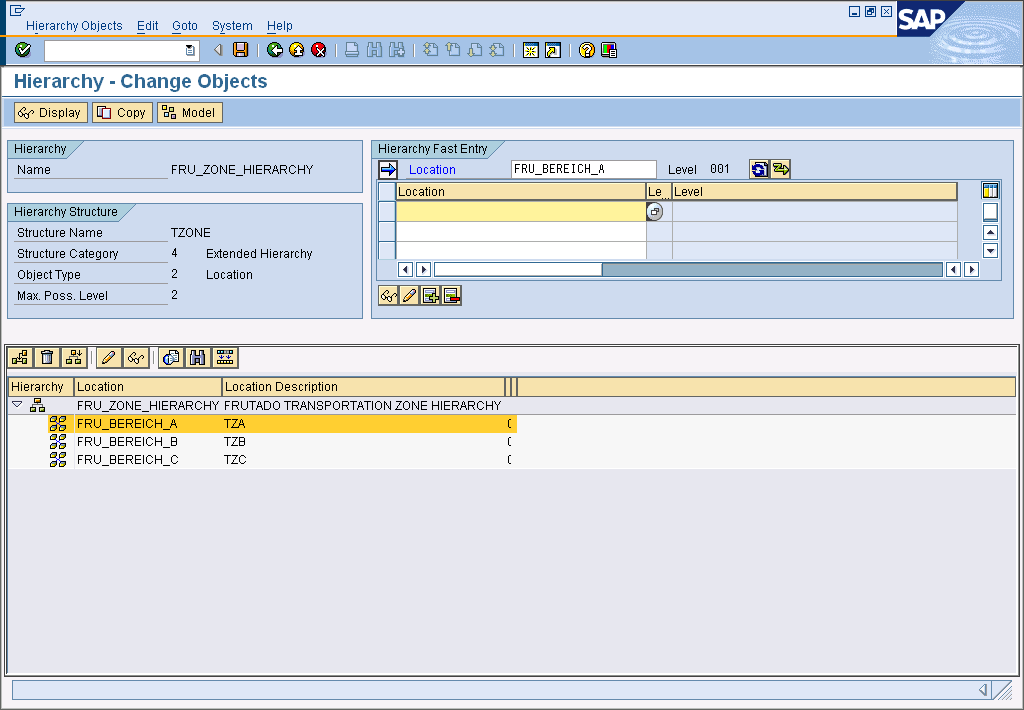 Hierarchy Objects Edit Goto System Help
SAP
Hierarchy - Change Objects
Display Copy Model
Hierarchy
Name FRU_ZONE_HIERARCHY
Hierarchy Structure
Structure Name TZONE
Structure Category 4 Extended Hierarchy
Object Type 2 Location
Max. Poss. Level 2
Hierarchy Fast Entry
Location FRU_BEREICH_A Level 001
Location Le... Level
Hierarchy Location Location Description
FRU_ZONE_HIERARCHY FRUTADO TRANSPORTATION ZONE HIERARCHY
FRU_BEREICH_A TZA
FRU_BEREICH_B TZB
FRU_BEREICH_C TZC